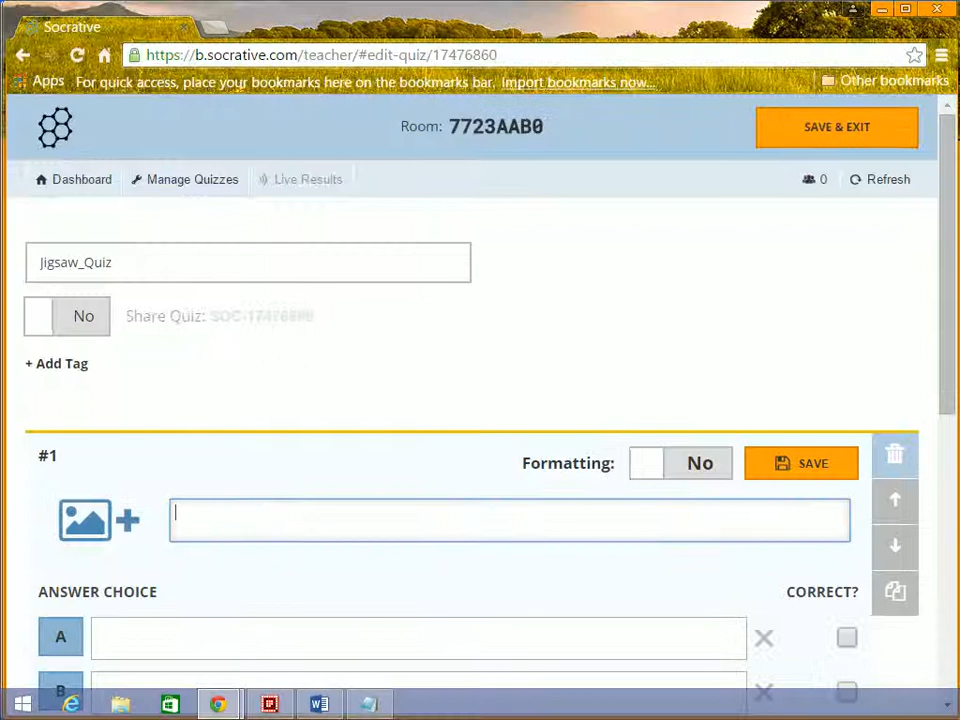 Socrative
https://b.socrative.com/teacher/#edit-quiz/17476860
Apps For quick access, place your bookmarks here on the bookmarks bar. Import bookmarks now... Other bookmarks
Room: 7723AAB0 SAVE & EXIT
Dashboard Manage Quizzes Live Results 0 Refresh
Jigsaw_Quiz
No Share Quiz: SOC-17476860
+ Add Tag
#1 Formatting: No SAVE
ANSWER CHOICE CORRECT?
A
B